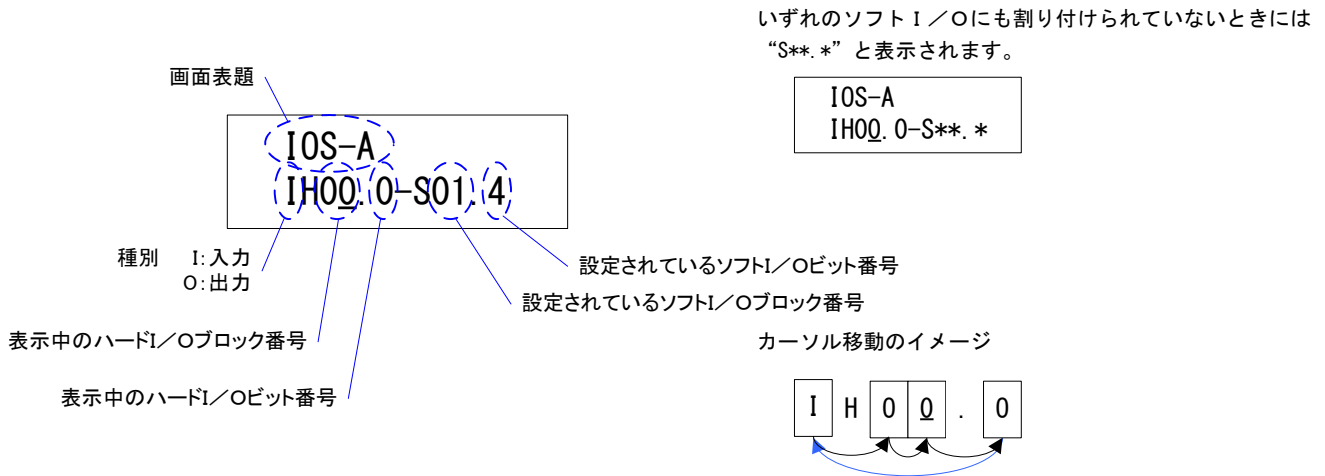 いずれのソフトＩ／Ｏにも割り付けられていないときには
“S**.*”と表示されます。
画面表題
IOS-A
IH00.0-S**.*
IOS-A
IH00.0-S01.4
種別　I:入力
O:出力
設定されているソフトI／Oビット番号
設定されているソフトI／Oブロック番号
表示中のハードI／Oブロック番号
カーソル移動のイメージ
表示中のハードI／Oビット番号
I H 0 0 . 0